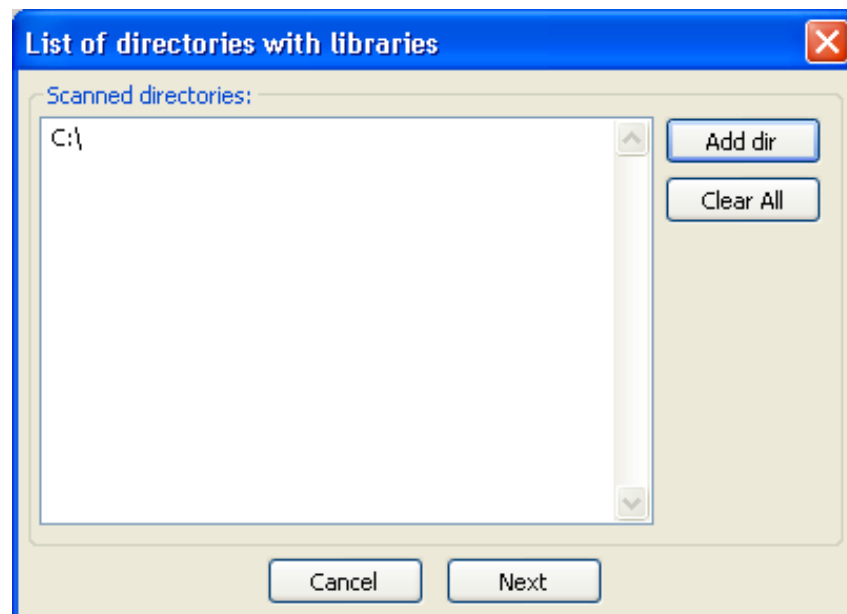 List of directories with libraries
Scanned directories:
C:\
Add dir
Clear All
Cancel
Next